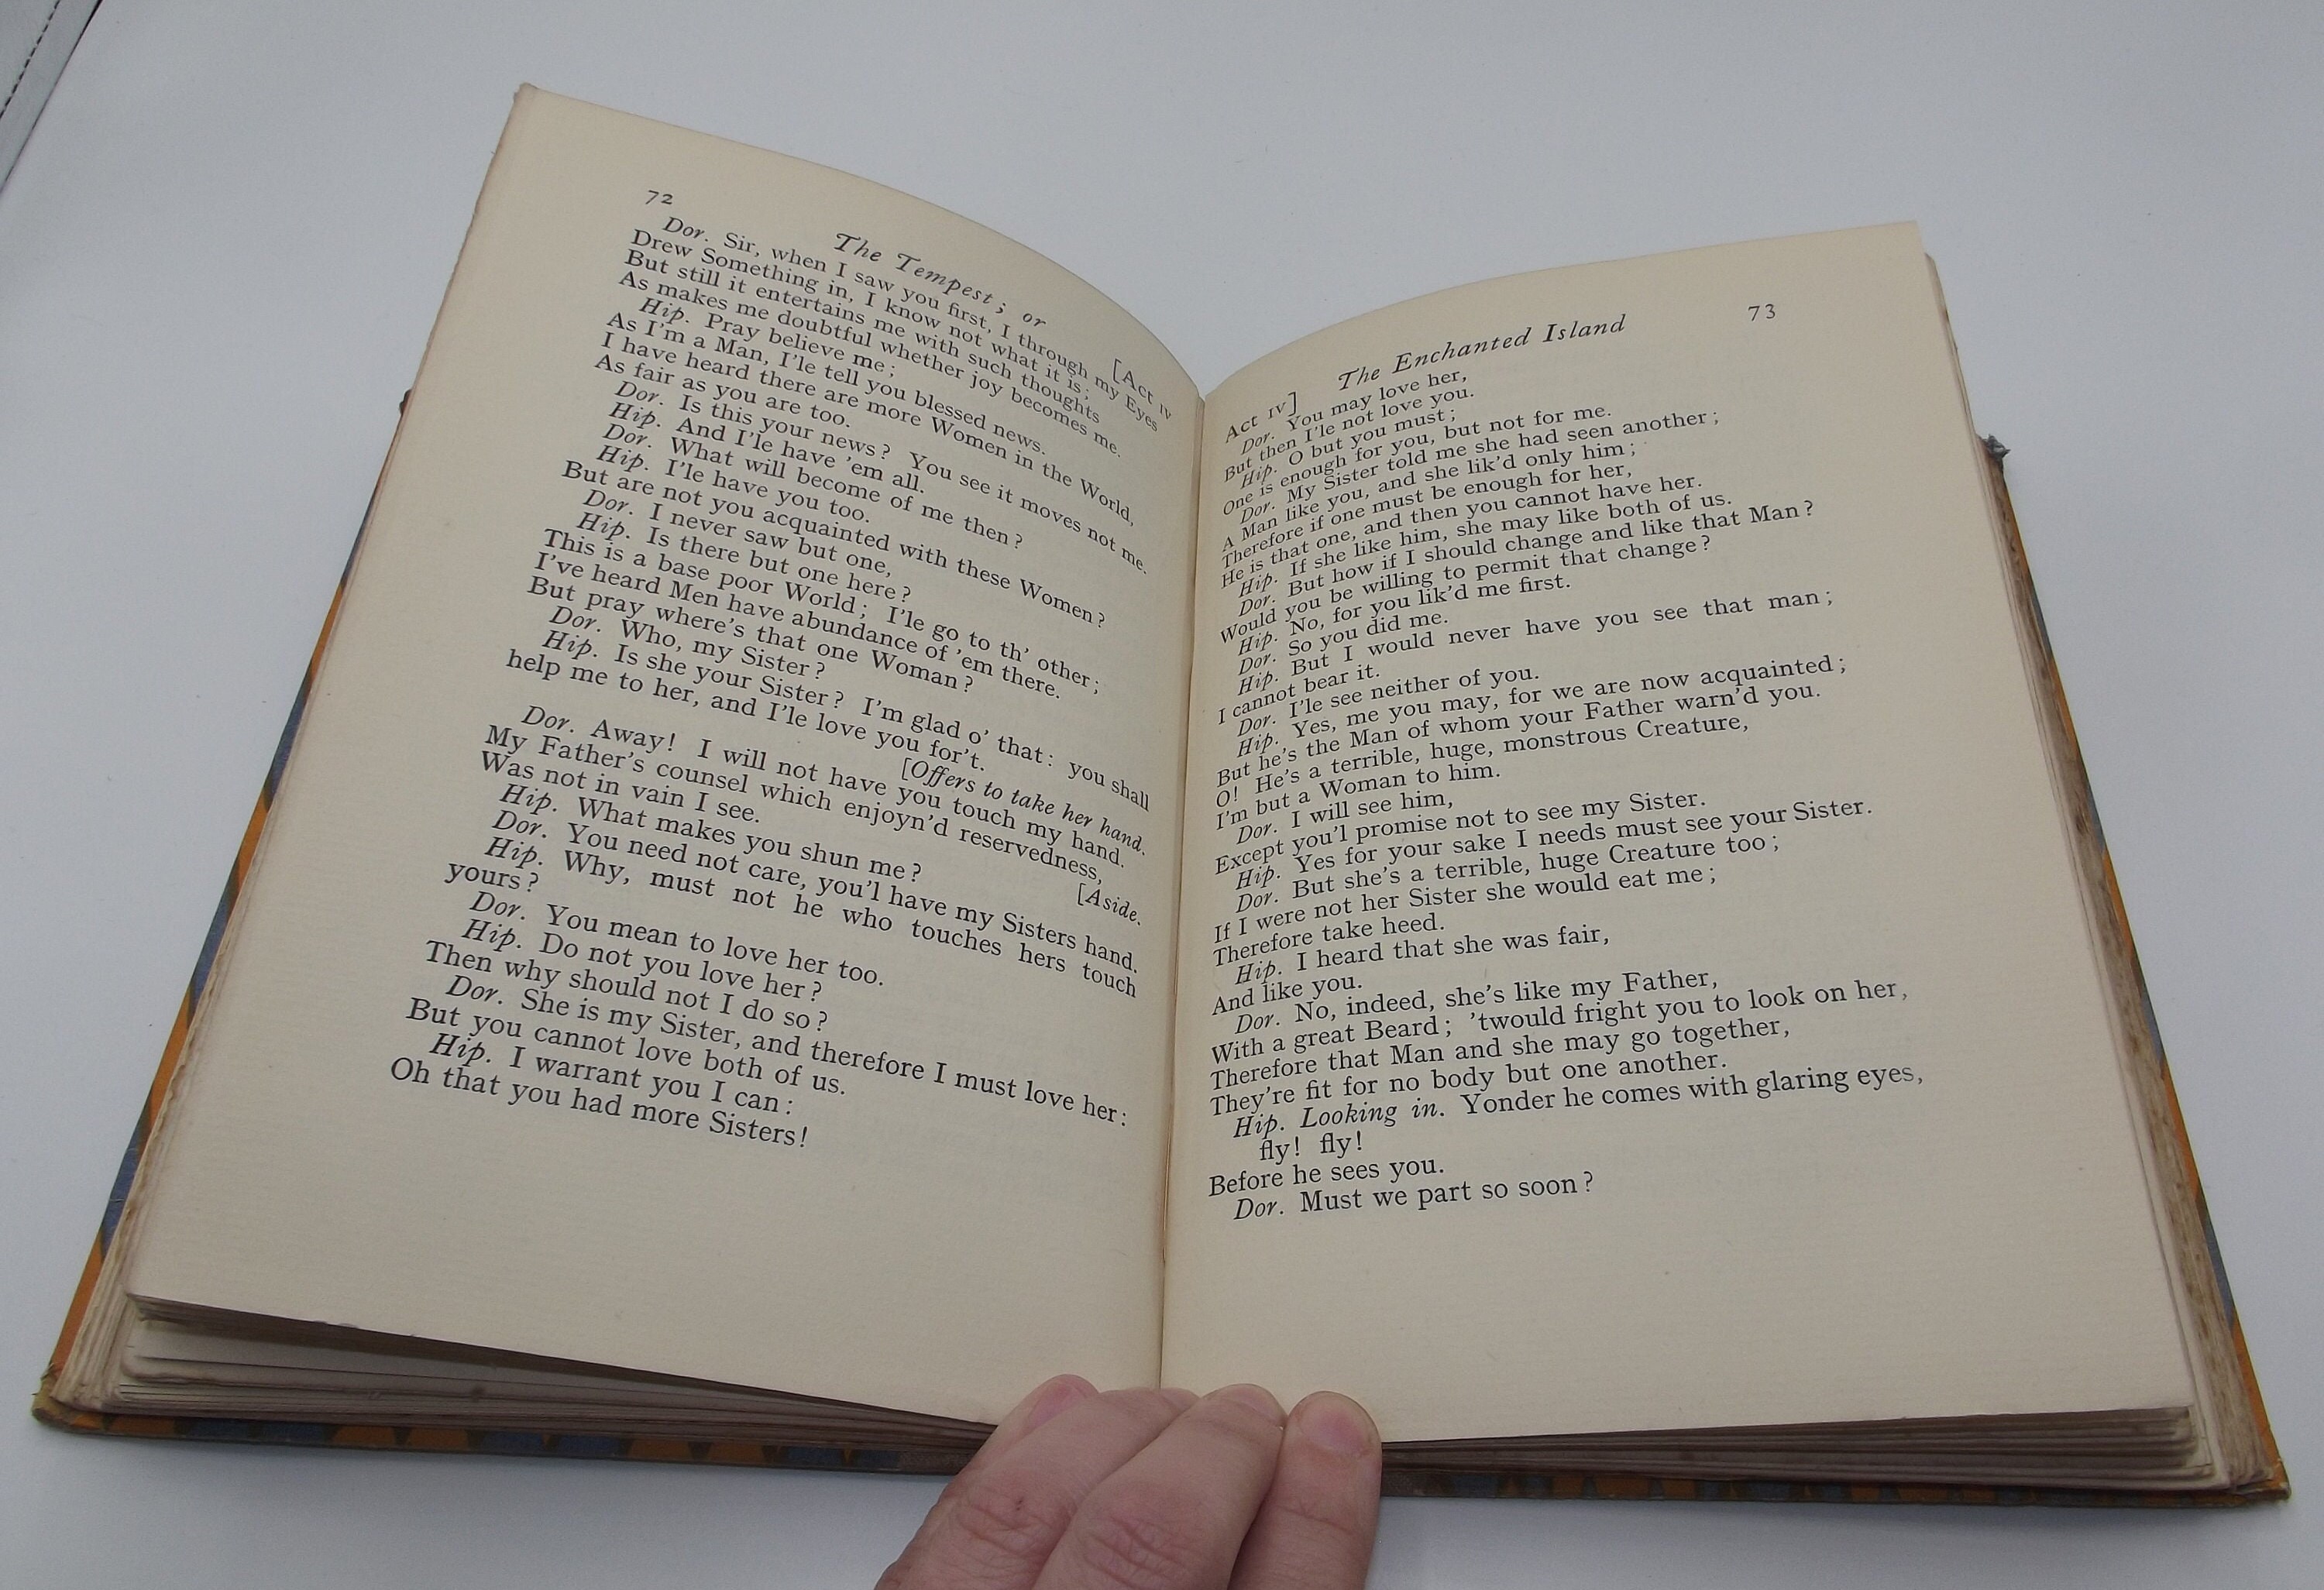 72
The Tempest; or
[Act IV
Dor. Sir, when I saw you first, I through my Eyes
Drew Something in, I know not what it is;
But still it entertains me with such thoughts
As makes me doubtful whether joy becomes me.
Hip. Pray believe me;
As I'm a Man, I'le tell you blessed news.
I have heard there are more Women in the World,
As fair as you are too.
Dor. Is this your news? You see it moves not me.
Hip. And I'le have 'em all.
Dor. What will become of me then?
Hip. I'le have you too.
But are not you acquainted with these Women?
Dor. I never saw but one,
Hip. Is there but one here?
This is a base poor World; I'le go to th' other;
I've heard Men have abundance of 'em there.
But pray where's that one Woman?
Dor. Who, my Sister?
Hip. Is she your Sister? I'm glad o' that: you shall
help me to her, and I'le love you for't.
[Offers to take her hand.
Dor. Away! I will not have you touch my hand.
My Father's counsel which enjoyn'd reservedness,
Was not in vain I see.
[Aside.
Hip. What makes you shun me?
Dor. You need not care, you'l have my Sisters hand.
Hip. Why, must not he who touches hers touch
yours?
Dor. You mean to love her too.
Hip. Do not you love her?
Then why should not I do so?
Dor. She is my Sister, and therefore I must love her:
But you cannot love both of us.
Hip. I warrant you I can:
Oh that you had more Sisters!
Act IV]
The Enchanted Island
73
Dor. You may love her,
But then I'le not love you.
Hip. O but you must;
One is enough for you, but not for me.
Dor. My Sister told me she had seen another;
A Man like you, and she lik'd only him;
Therefore if one must be enough for her,
He is that one, and then you cannot have her.
Hip. If she like him, she may like both of us.
Dor. But how if I should change and like that Man?
Would you be willing to permit that change?
Hip. No, for you lik'd me first.
Dor. So you did me.
Hip. But I would never have you see that man;
I cannot bear it.
Dor. I'le see neither of you.
Hip. Yes, me you may, for we are now acquainted;
But he's the Man of whom your Father warn'd you.
O! He's a terrible, huge, monstrous Creature,
I'm but a Woman to him.
Dor. I will see him,
Except you'l promise not to see my Sister.
Hip. Yes for your sake I needs must see your Sister.
Dor. But she's a terrible, huge Creature too;
If I were not her Sister she would eat me;
Therefore take heed.
Hip. I heard that she was fair,
And like you.
Dor. No, indeed, she's like my Father,
With a great Beard; 'twould fright you to look on her,
Therefore that Man and she may go together,
They're fit for no body but one another.
Hip. Looking in. Yonder he comes with glaring eyes,
fly! fly!
Before he sees you.
Dor. Must we part so soon?